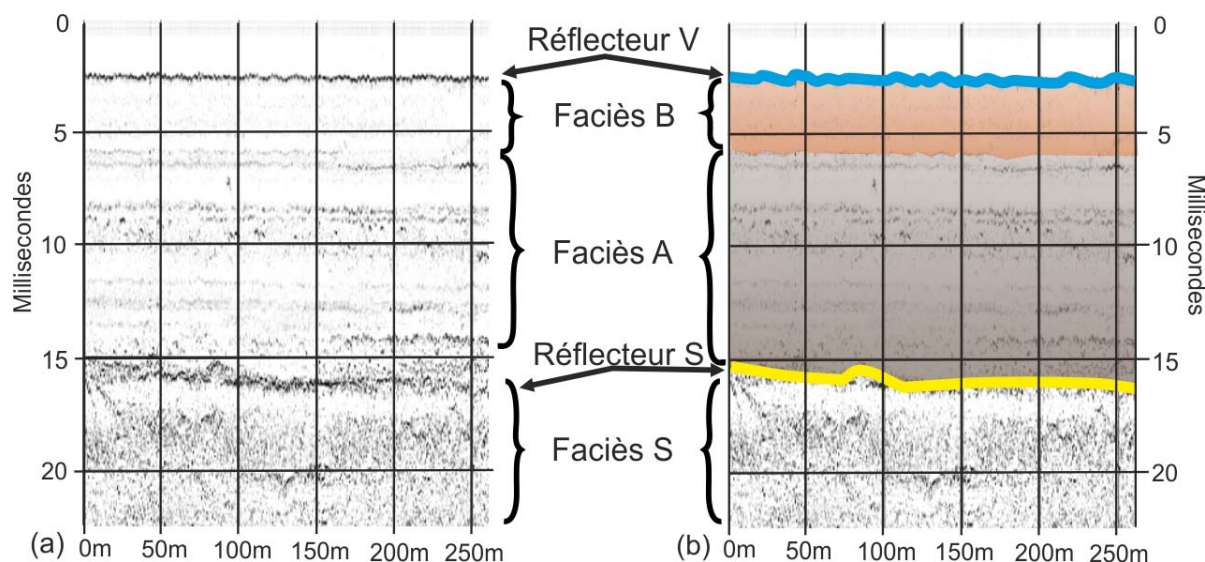 0
5
10
15
20
Millisecondes
(a)
0m
50m
100m
150m
200m
250m
Réflecteur V
Faciès B
Faciès A
Réflecteur S
Faciès S
0
5
10
15
20
Millisecondes
(b)
0m
50m
100m
150m
200m
250m